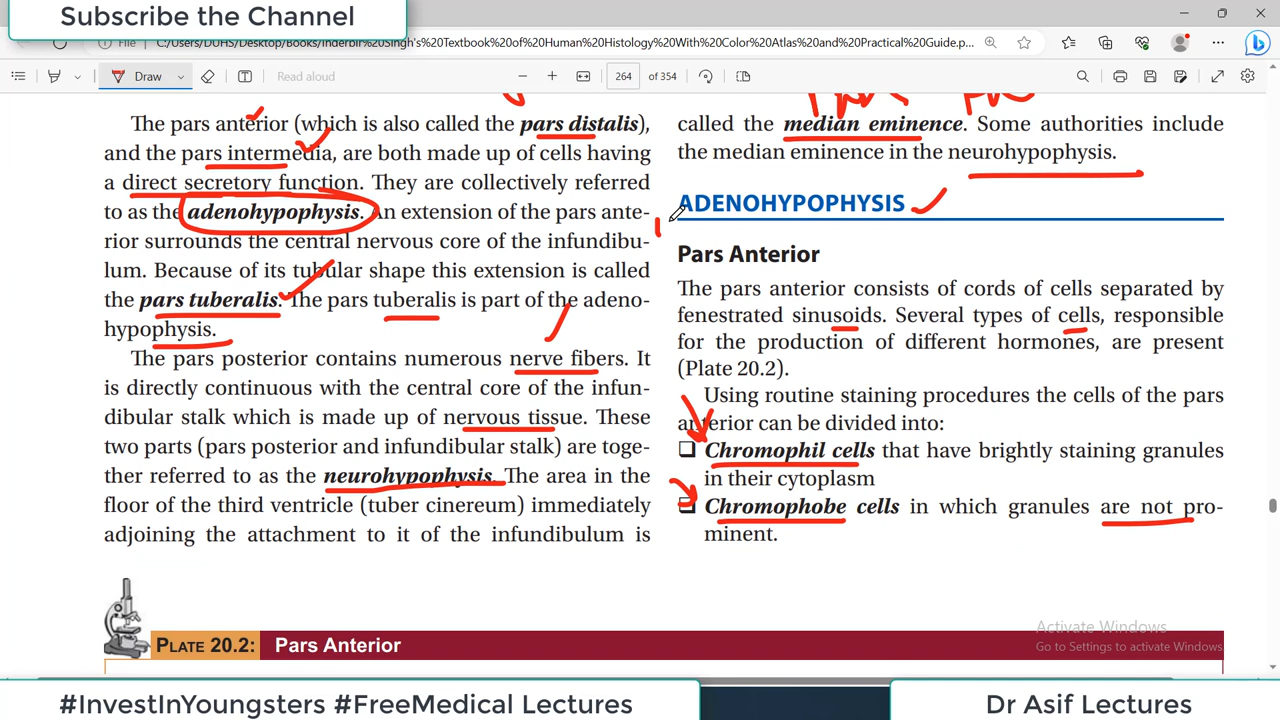 Subscribe the Channel
File
C:/Users/DUHS/Desktop/Books/Inderbir%20Singh's%20Textbook%20of%20Human%20Histology%20With%20Color%20Atlas%20and%20Practical%20Guide.p...
Draw
Read aloud
264 of 354
The pars anterior (which is also called the pars distalis),
and the pars intermedia, are both made up of cells having
a direct secretory function. They are collectively referred
to as the adenohypophysis. An extension of the pars ante-
rior surrounds the central nervous core of the infundibu-
lum. Because of its tubular shape this extension is called
the pars tuberalis. The pars tuberalis is part of the adeno-
hypophysis.
The pars posterior contains numerous nerve fibers. It
is directly continuous with the central core of the infun-
dibular stalk which is made up of nervous tissue. These
two parts (pars posterior and infundibular stalk) are toge-
ther referred to as the neurohypophysis. The area in the
floor of the third ventricle (tuber cinereum) immediately
adjoining the attachment to it of the infundibulum is
called the median eminence. Some authorities include
the median eminence in the neurohypophysis.
ADENOHYPOPHYSIS
Pars Anterior
The pars anterior consists of cords of cells separated by
fenestrated sinusoids. Several types of cells, responsible
for the production of different hormones, are present
(Plate 20.2).
Using routine staining procedures the cells of the pars
anterior can be divided into:
❑ Chromophil cells that have brightly staining granules
in their cytoplasm
❑ Chromophobe cells in which granules are not pro-
minent.
PLATE 20.2: Pars Anterior
Activate Windows
Go to Settings to activate Windows.
#InvestInYoungsters #FreeMedical Lectures
Dr Asif Lectures